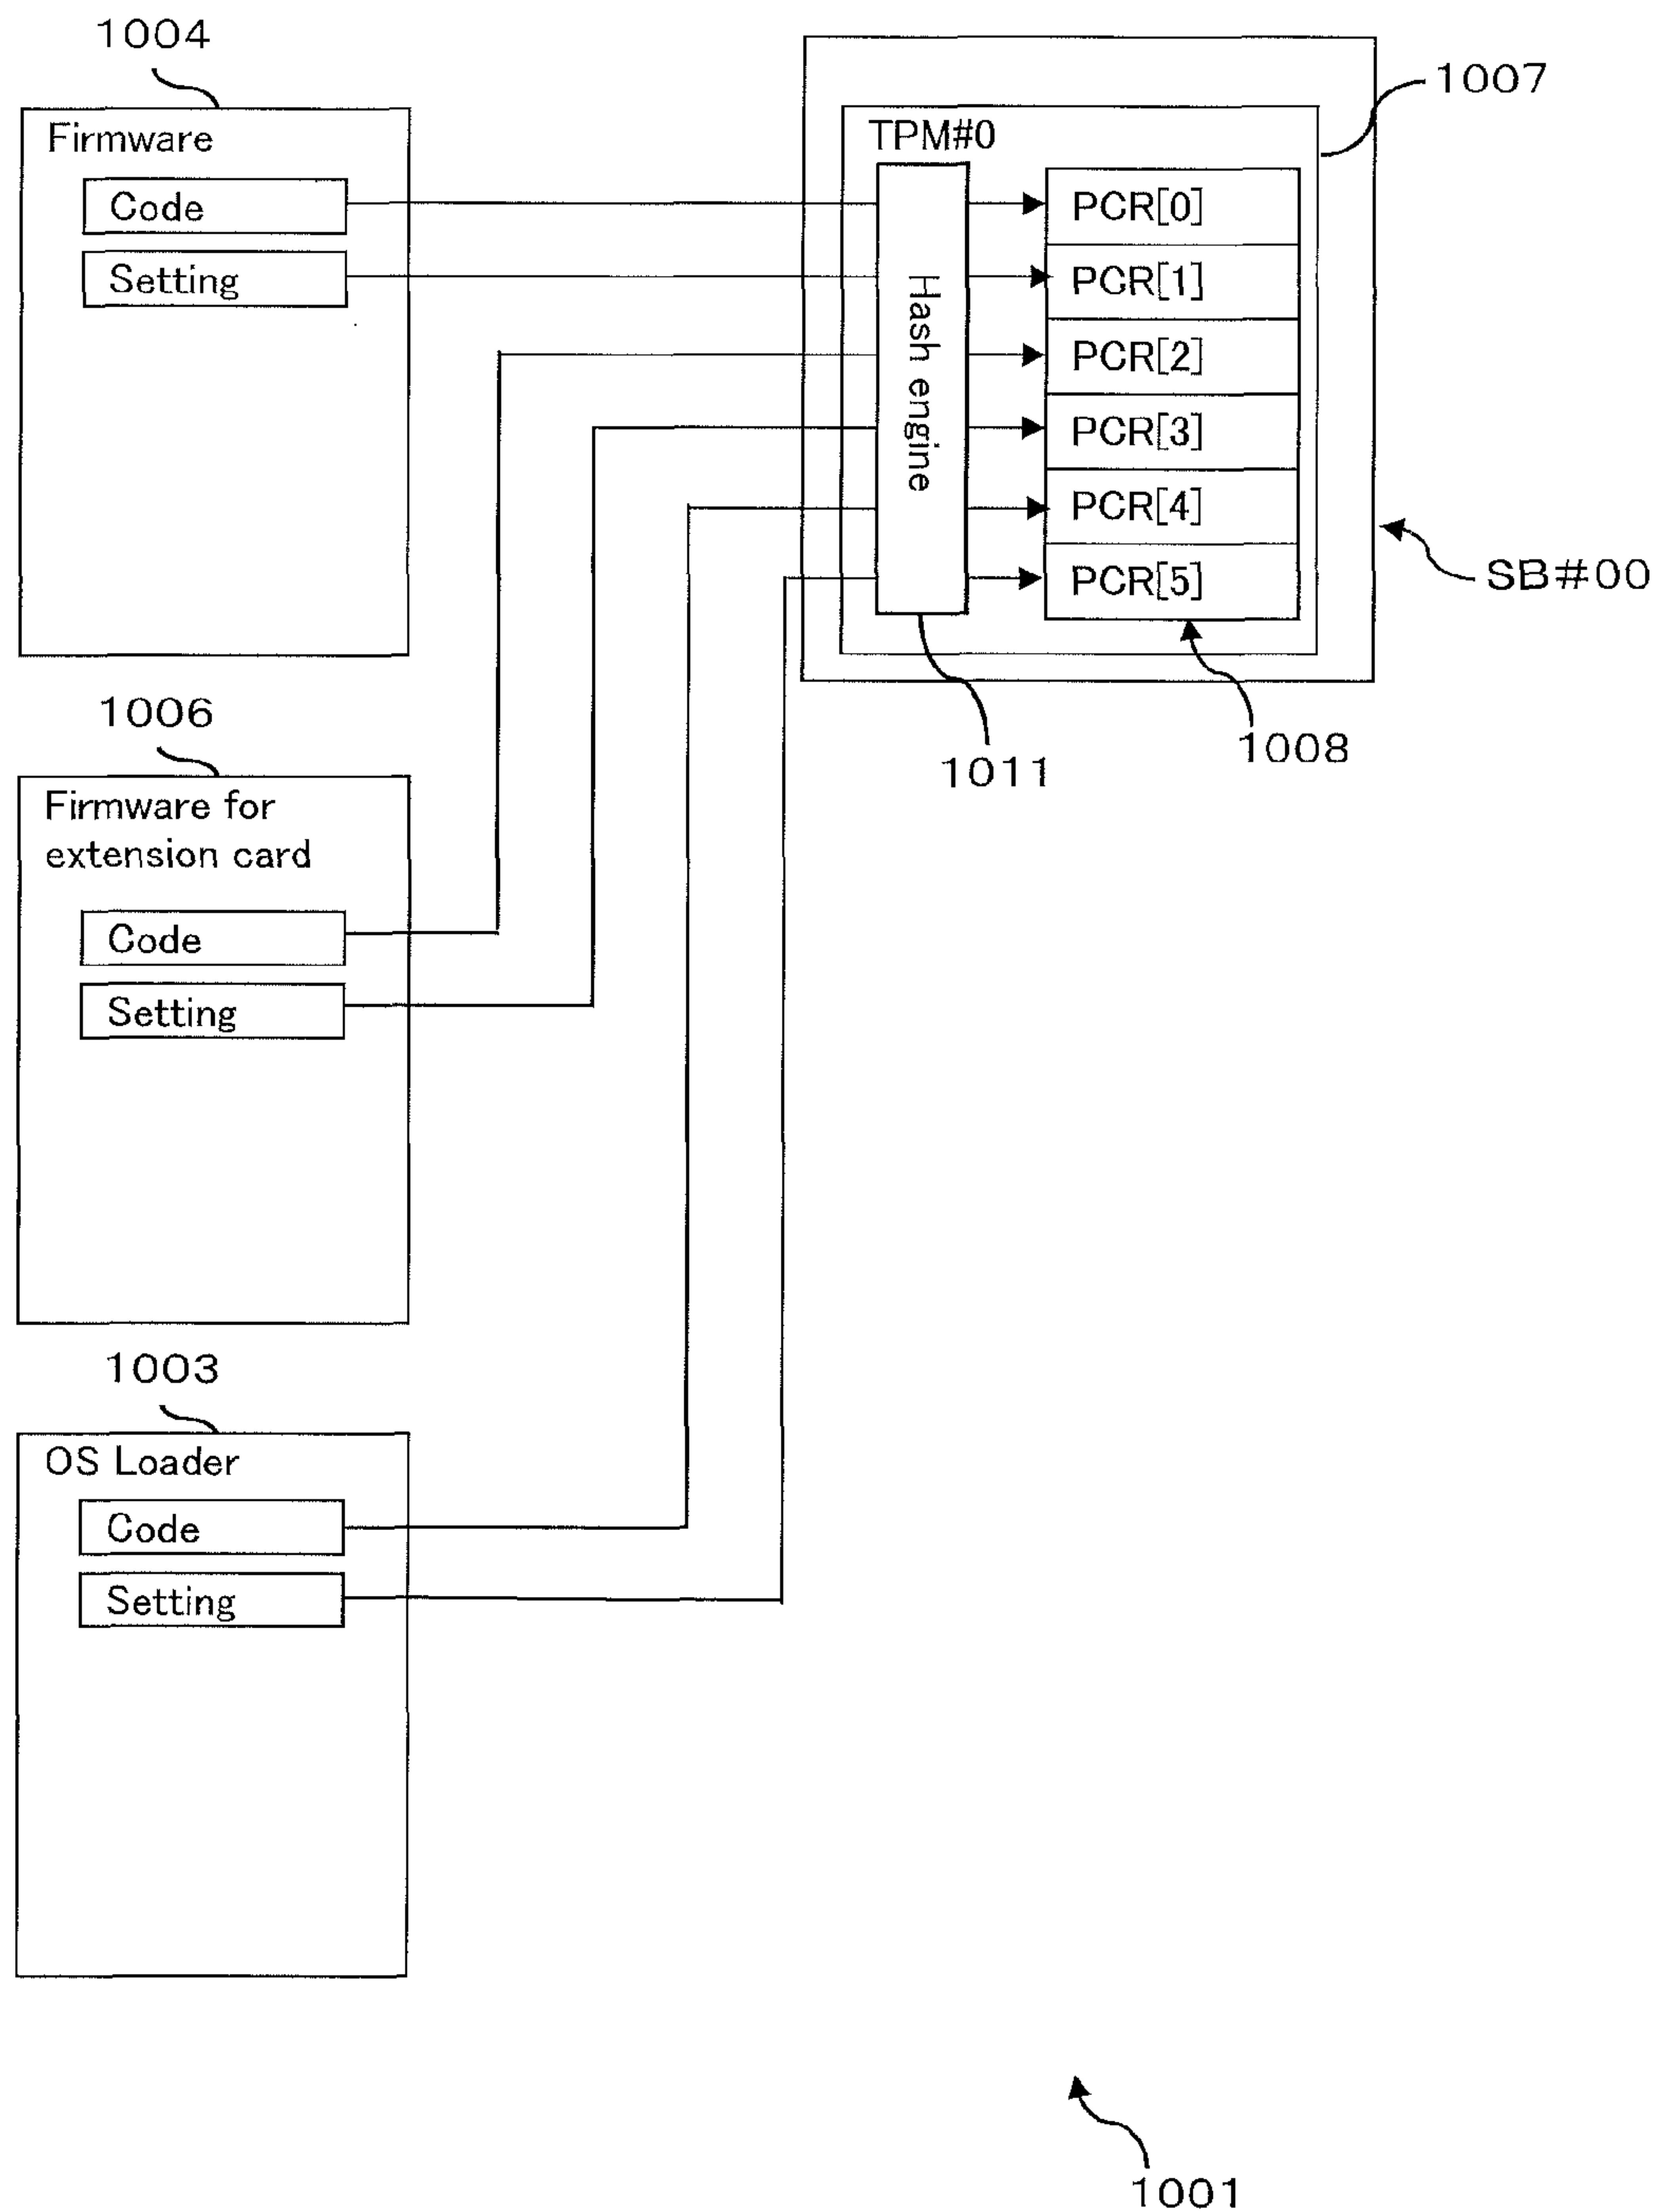 1004
Firmware
Code
Setting
1006
Firmware for
extension card
Code
Setting
1003
OS Loader
Code
Setting
1007
TPM#0
Hash engine
PCR[0]
PCR[1]
PCR[2]
PCR[3]
PCR[4]
PCR[5]
SB#00
1011
1008
1001